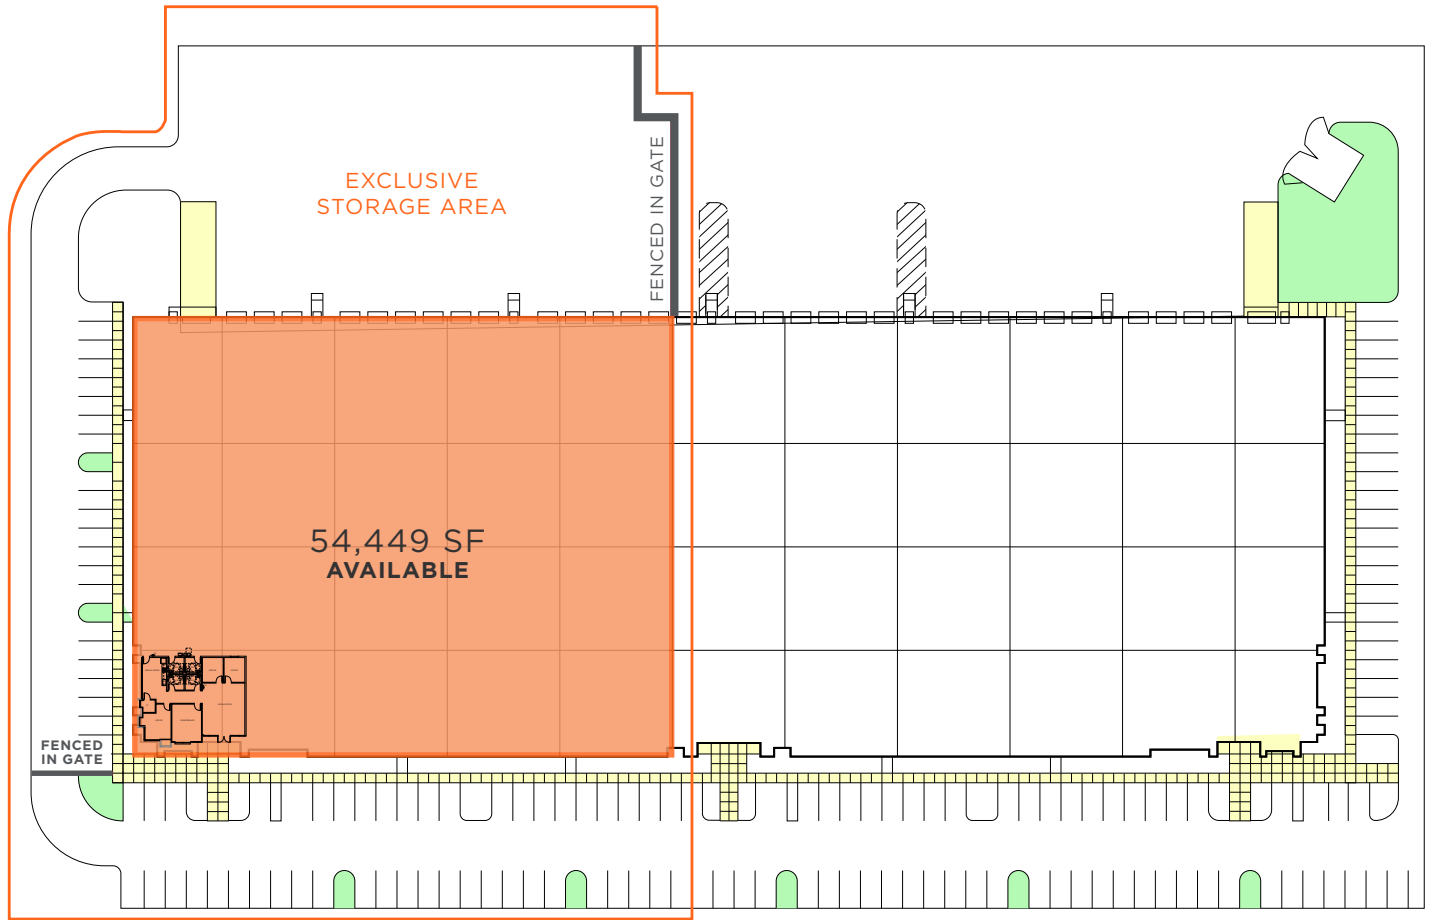 EXCLUSIVE
STORAGE AREA
FENCED IN GATE
54,449 SF
AVAILABLE
FENCED
IN GATE